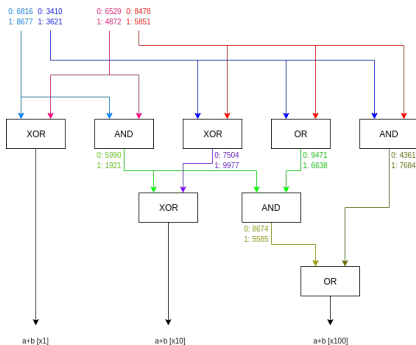 0: 6816 0: 3410 0: 6529 0: 8478
1: 8677 1: 3621 1: 4872 1: 5851
XOR AND XOR OR AND
0: 5990 0: 7504 0: 9471 0: 4361
1: 1921 1: 9977 1: 6638 1: 7684
XOR AND
0: 8674
1: 5585
OR
a+b [x1] a+b [x10] a+b [x100]